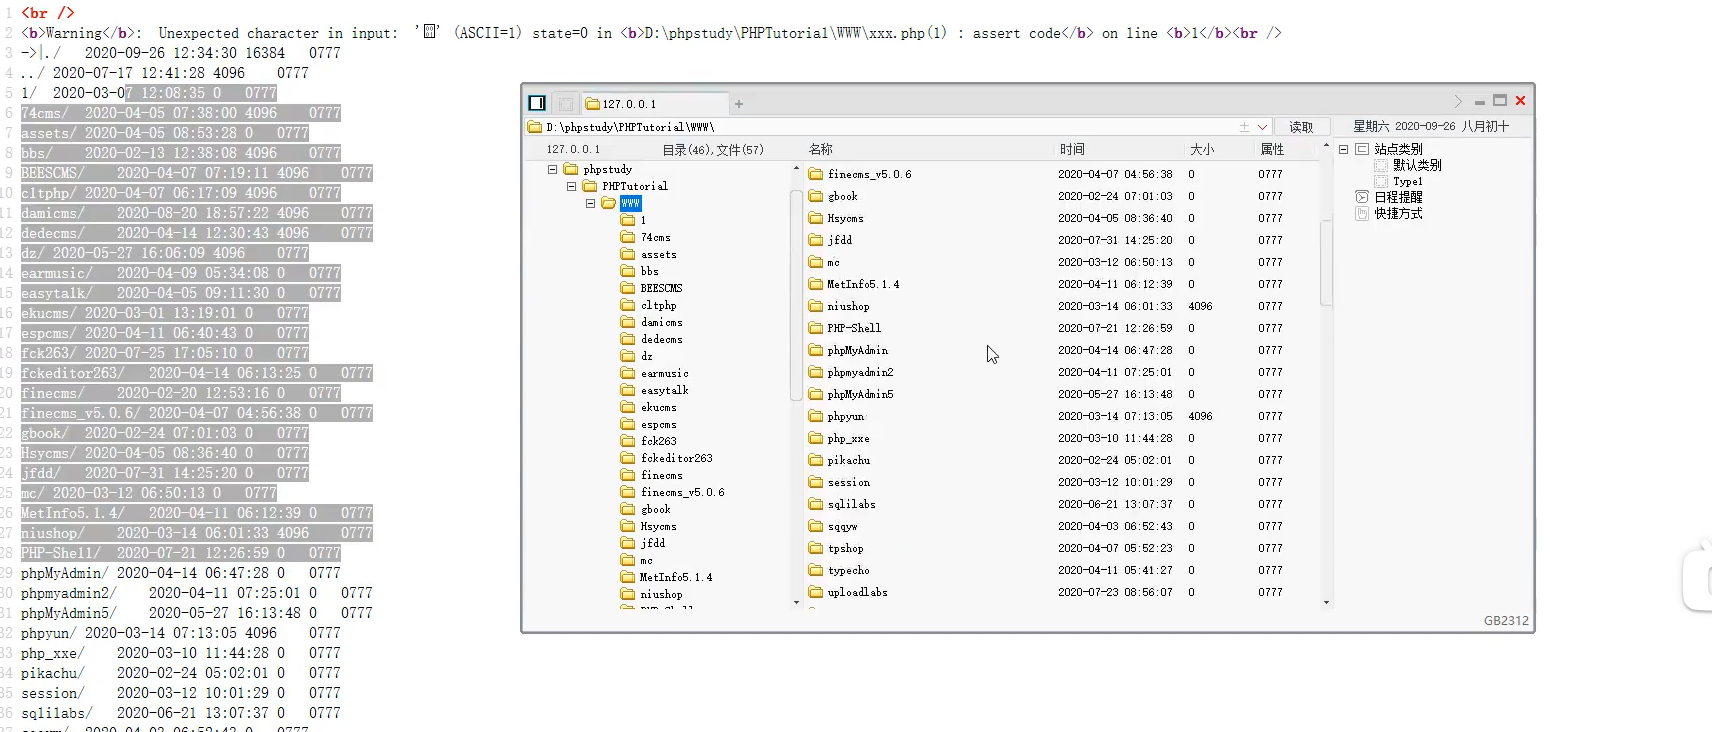 1 <br />
2 <b>Warning</b>:  Unexpected character in input:  '' (ASCII=1) state=0 in <b>D:\phpstudy\PHPTutorial\WWW\xxx.php(1) : assert code</b> on line <b>1</b><br />
3 ->|./ 2020-09-26 12:34:30 16384 0777
4 ../ 2020-07-17 12:41:28 4096 0777
5 1/ 2020-03-07 12:08:35 0 0777
6 74cms/ 2020-04-05 07:38:00 4096 0777
7 assets/ 2020-04-05 08:53:28 0 0777
8 bbs/ 2020-02-13 12:38:08 4096 0777
9 BEESCMS/ 2020-04-07 07:19:11 4096 0777
10 cltphp/ 2020-04-07 06:17:09 4096 0777
11 damicms/ 2020-08-20 18:57:22 4096 0777
12 dedecms/ 2020-04-14 12:30:43 4096 0777
13 dz/ 2020-05-27 16:06:09 4096 0777
14 earmusic/ 2020-04-09 05:34:08 0 0777
15 easytalk/ 2020-04-05 09:11:30 0 0777
16 ekucms/ 2020-03-01 13:19:01 0 0777
17 espcms/ 2020-04-11 06:40:43 0 0777
18 fck263/ 2020-07-25 17:05:10 0 0777
19 fckeditor263/ 2020-04-14 06:13:25 0 0777
20 finecms/ 2020-02-20 12:53:16 0 0777
21 finecms_v5.0.6/ 2020-04-07 04:56:38 0 0777
22 gbook/ 2020-02-24 07:01:03 0 0777
23 Hsycms/ 2020-04-05 08:36:40 0 0777
24 jfdd/ 2020-07-31 14:25:20 0 0777
25 mc/ 2020-03-12 06:50:13 0 0777
26 MetInfo5.1.4/ 2020-04-11 06:12:39 0 0777
27 niushop/ 2020-03-14 06:01:33 4096 0777
28 PHP-Shell/ 2020-07-21 12:26:59 0 0777
29 phpMyAdmin/ 2020-04-14 06:47:28 0 0777
30 phpmyadmin2/ 2020-04-11 07:25:01 0 0777
31 phpMyAdmin5/ 2020-05-27 16:13:48 0 0777
32 phpyun/ 2020-03-14 07:13:05 4096 0777
33 php_xxe/ 2020-03-10 11:44:28 0 0777
34 pikachu/ 2020-02-24 05:02:01 0 0777
35 session/ 2020-03-12 10:01:29 0 0777
36 sqlilabs/ 2020-06-21 13:07:37 0 0777
127.0.0.1
D:\phpstudy\PHPTutorial\WWW\
读取
星期六 2020-09-26 八月初十
127.0.0.1 目录(46),文件(57)
phpstudy
PHPTutorial
WWW
1
74cms
assets
bbs
BEESCMS
cltphp
damicms
dedecms
dz
earmusic
easytalk
ekucms
espcms
fck263
fckeditor263
finecms
finecms_v5.0.6
gbook
Hsycms
jfdd
mc
MetInfo5.1.4
niushop
名称 时间 大小 属性
finecms_v5.0.6 2020-04-07 04:56:38 0 0777
gbook 2020-02-24 07:01:03 0 0777
Hsycms 2020-04-05 08:36:40 0 0777
jfdd 2020-07-31 14:25:20 0 0777
mc 2020-03-12 06:50:13 0 0777
MetInfo5.1.4 2020-04-11 06:12:39 0 0777
niushop 2020-03-14 06:01:33 4096 0777
PHP-Shell 2020-07-21 12:26:59 0 0777
phpMyAdmin 2020-04-14 06:47:28 0 0777
phpmyadmin2 2020-04-11 07:25:01 0 0777
phpMyAdmin5 2020-05-27 16:13:48 0 0777
phpyun 2020-03-14 07:13:05 4096 0777
php_xxe 2020-03-10 11:44:28 0 0777
pikachu 2020-02-24 05:02:01 0 0777
session 2020-03-12 10:01:29 0 0777
sqlilabs 2020-06-21 13:07:37 0 0777
sqqyw 2020-04-03 06:52:43 0 0777
tpshop 2020-04-07 05:52:23 0 0777
typecho 2020-04-11 05:41:27 0 0777
uploadlabs 2020-07-23 08:56:07 0 0777
站点类别
默认类别
Type1
日程提醒
快捷方式
GB2312